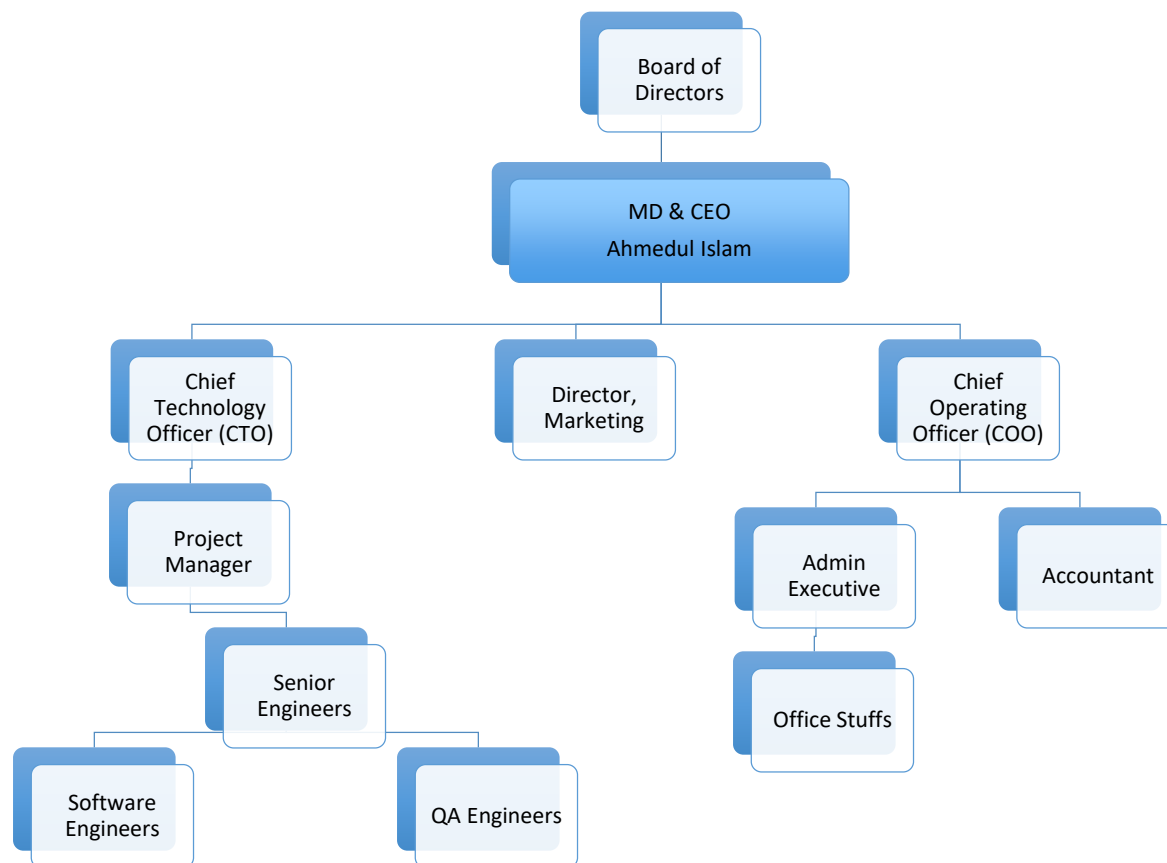 Board of
Directors
MD & CEO
Ahmedul Islam
Chief
Technology
Officer (CTO)
Director,
Marketing
Chief
Operating
Officer (COO)
Project
Manager
Admin
Executive
Accountant
Senior
Engineers
Office Stuffs
Software
Engineers
QA Engineers